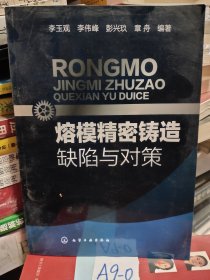 李玉观 李伟峰 彭兴玖 章舟 编著
RONGMO
JINGMI ZHUZAO
QUEXIAN YU DUICE
熔模精密铸造
缺陷与对策
化学工业出版社
A9-0